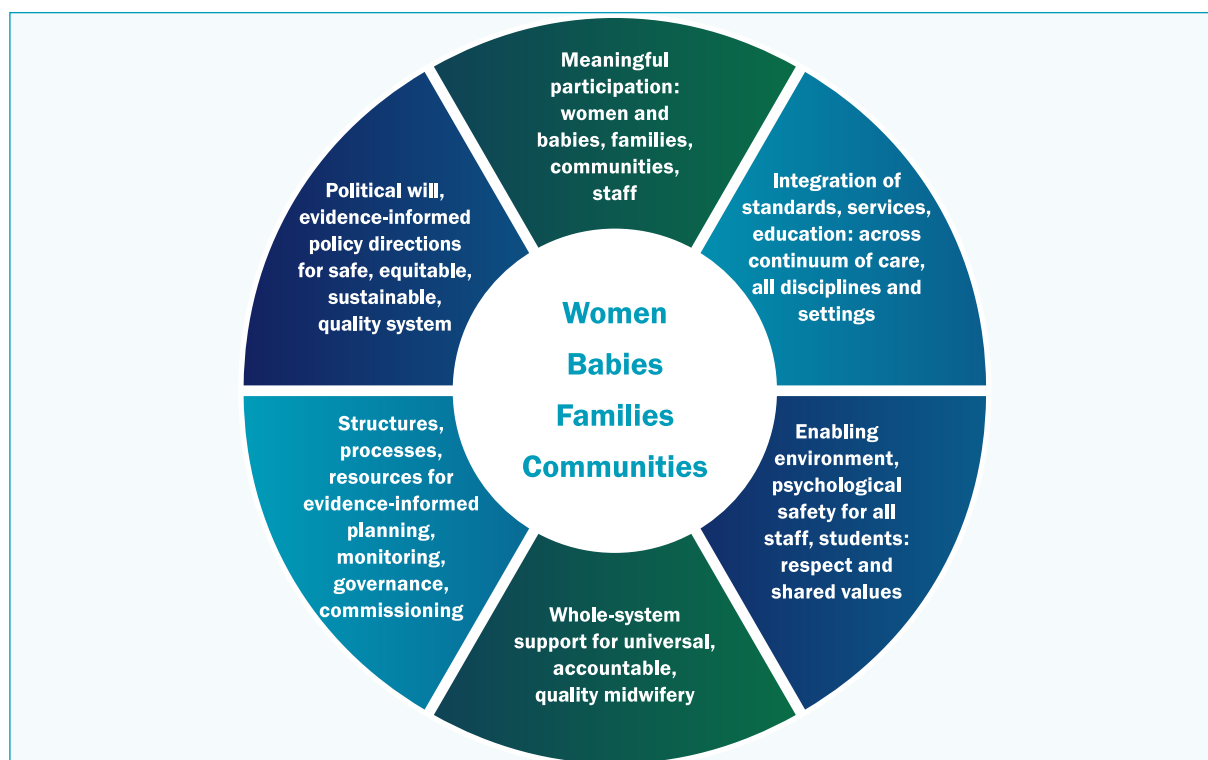 Meaningful
participation:
women and
babies, families,
communities,
staff
Integration of
standards, services,
education: across
continuum of care,
all disciplines and
settings
Enabling
environment,
psychological
safety for all
staff, students:
respect and
shared values
Whole-system
support for universal,
accountable,
quality midwifery
Structures,
processes,
resources for
evidence-informed
planning,
monitoring,
governance,
commissioning
Political will,
evidence-informed
policy directions
for safe, equitable,
sustainable,
quality system
Women
Babies
Families
Communities